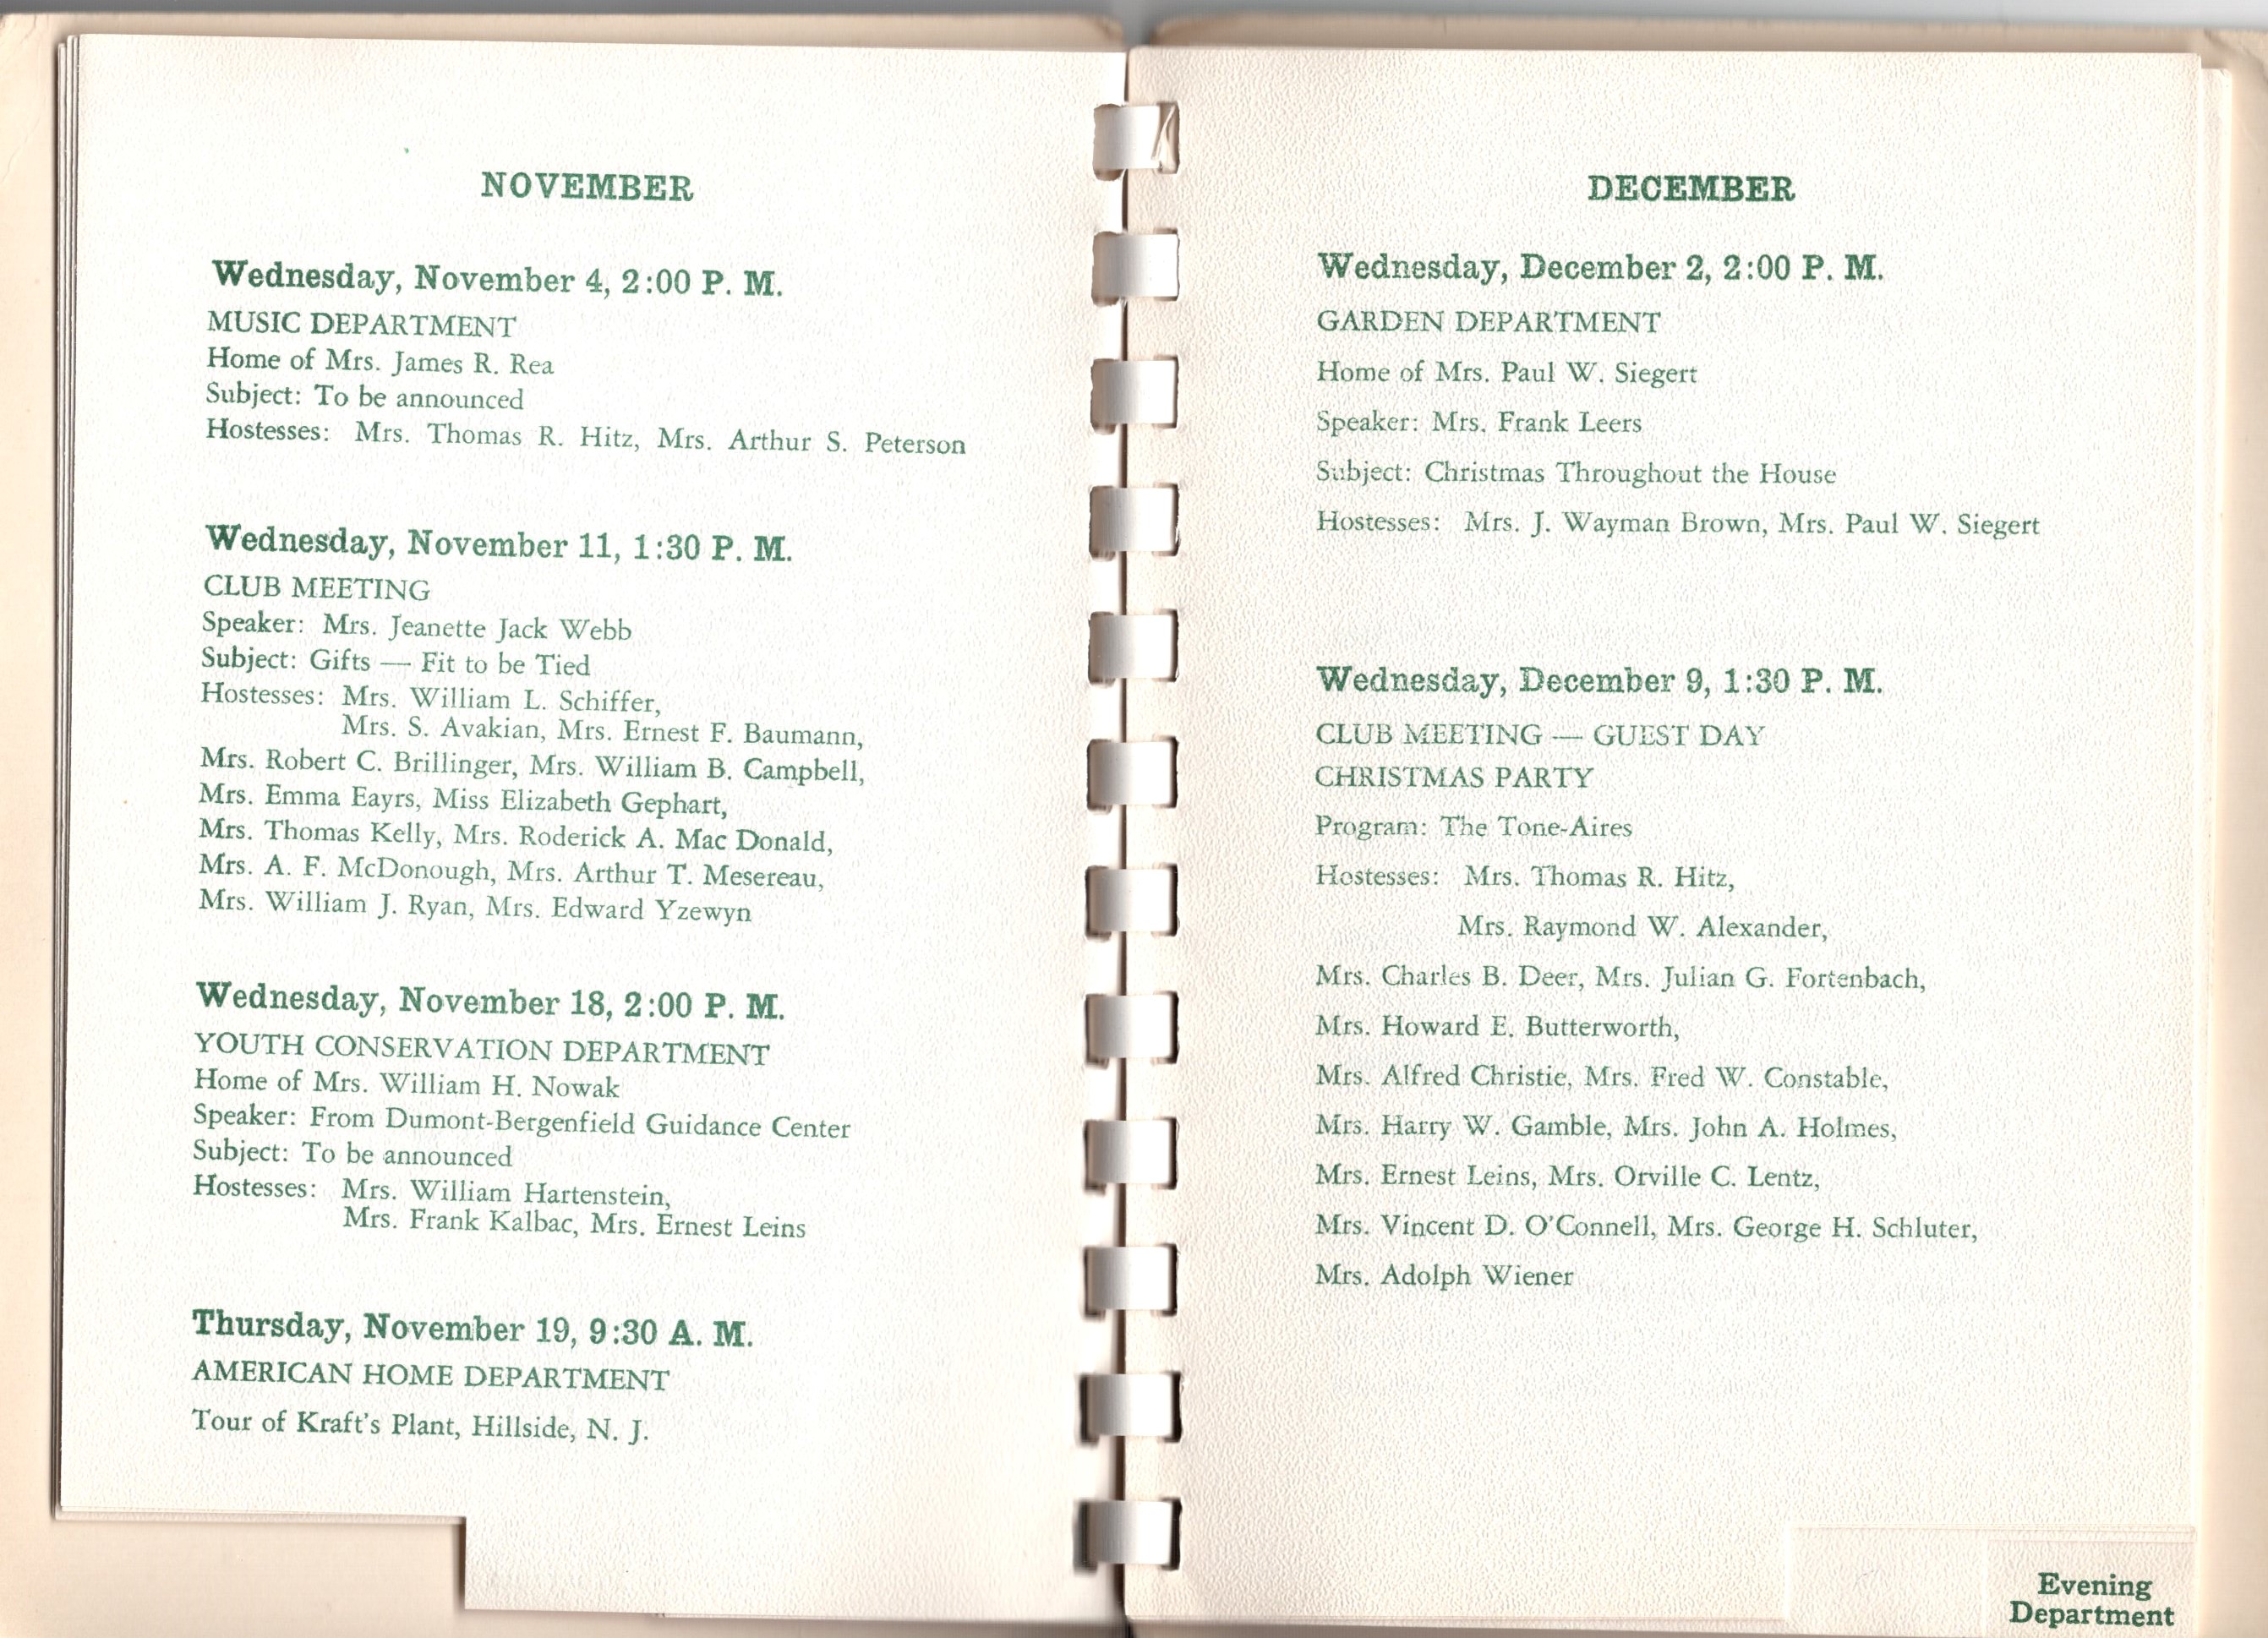 NOVEMBER
Wednesday, November 4, 2:00 P. M.
MUSIC DEPARTMENT
Home of Mrs. James R. Rea
Subject: To be announced
Hostesses: Mrs. Thomas R. Hitz, Mrs. Arthur S. Peterson
Wednesday, November 11, 1:30 P. M.
CLUB MEETING
Speaker: Mrs. Jeanette Jack Webb
Subject: Gifts — Fit to be Tied
Hostesses: Mrs. William L. Schiffer,
Mrs. S. Avakian, Mrs. Ernest F. Baumann,
Mrs. Robert C. Brillinger, Mrs. William B. Campbell,
Mrs. Emma Eayrs, Miss Elizabeth Gephart,
Mrs. Thomas Kelly, Mrs. Roderick A. Mac Donald,
Mrs. A. F. McDonough, Mrs. Arthur T. Mesereau,
Mrs. William J. Ryan, Mrs. Edward Yzewyn
Wednesday, November 18, 2:00 P. M.
YOUTH CONSERVATION DEPARTMENT
Home of Mrs. William H. Nowak
Speaker: From Dumont-Bergenfield Guidance Center
Subject: To be announced
Hostesses: Mrs. William Hartenstein,
Mrs. Frank Kalbac, Mrs. Ernest Leins
Thursday, November 19, 9:30 A. M.
AMERICAN HOME DEPARTMENT
Tour of Kraft's Plant, Hillside, N. J.
DECEMBER
Wednesday, December 2, 2:00 P. M.
GARDEN DEPARTMENT
Home of Mrs. Paul W. Siegert
Speaker: Mrs. Frank Leers
Subject: Christmas Throughout the House
Hostesses: Mrs. J. Wayman Brown, Mrs. Paul W. Siegert
Wednesday, December 9, 1:30 P. M.
CLUB MEETING — GUEST DAY
CHRISTMAS PARTY
Program: The Tone-Aires
Hostesses: Mrs. Thomas R. Hitz,
Mrs. Raymond W. Alexander,
Mrs. Charles B. Deer, Mrs. Julian G. Fortenbach,
Mrs. Howard E. Butterworth,
Mrs. Alfred Christie, Mrs. Fred W. Constable,
Mrs. Harry W. Gamble, Mrs. John A. Holmes,
Mrs. Ernest Leins, Mrs. Orville C. Lentz,
Mrs. Vincent D. O'Connell, Mrs. George H. Schluter,
Mrs. Adolph Wiener
Evening
Department